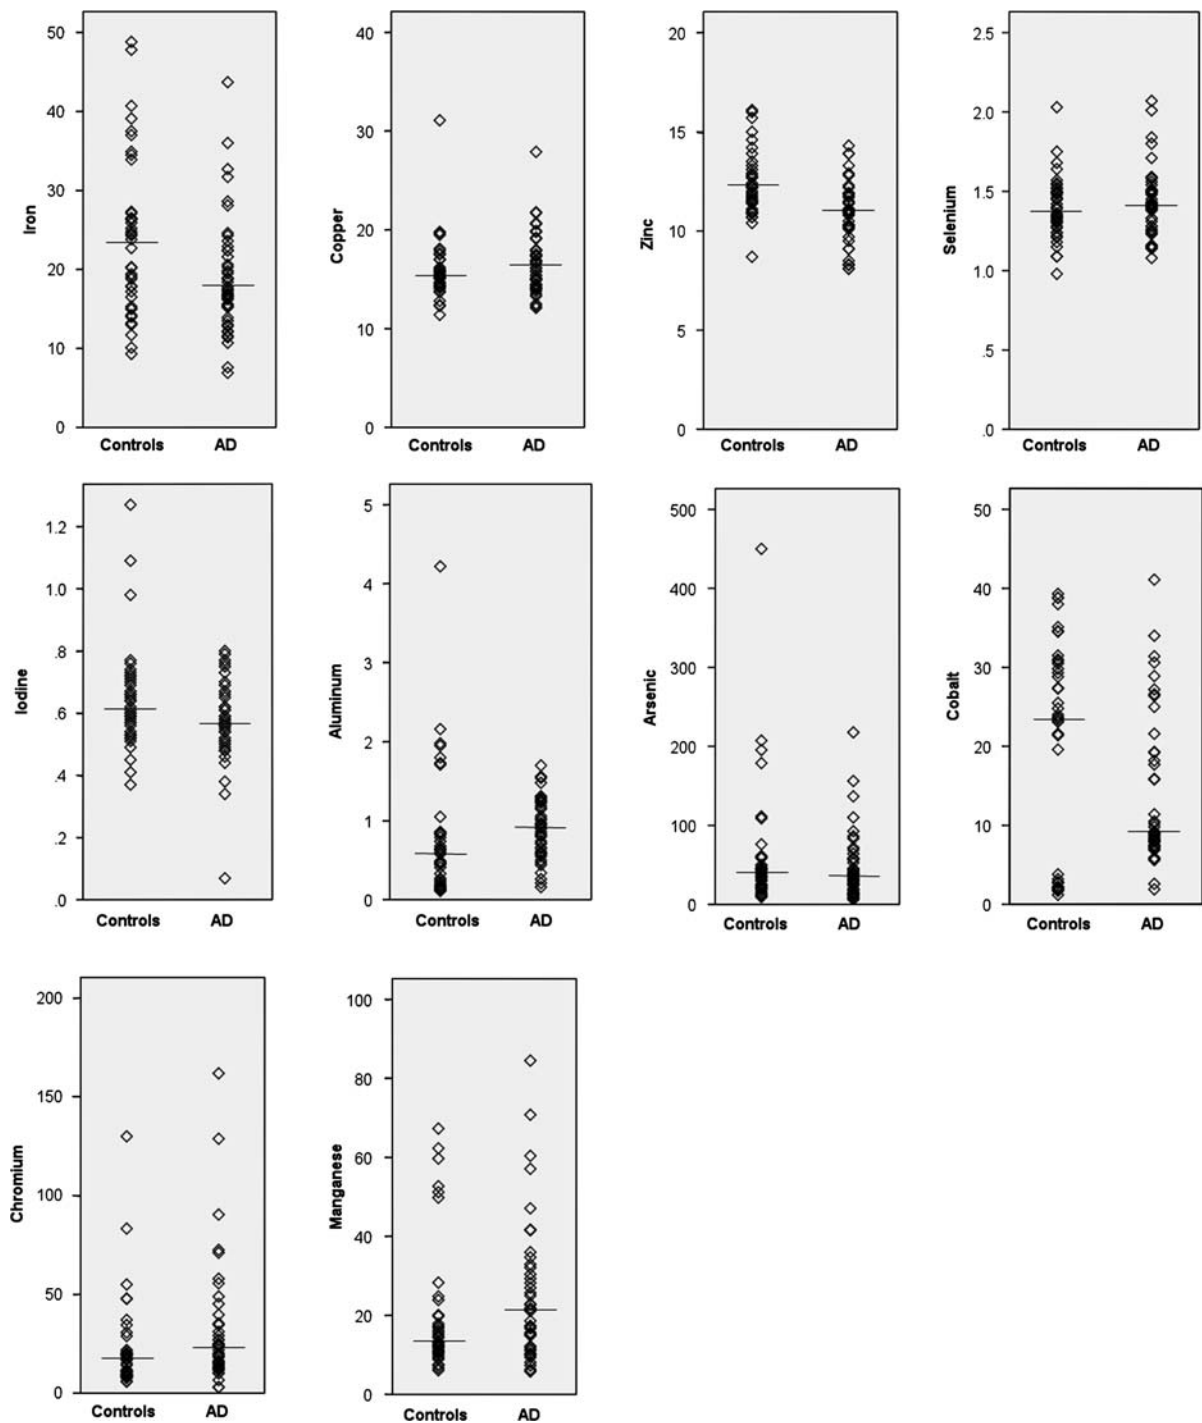 Iron
50
40
30
20
10
0
Controls AD
Copper
40
30
20
10
0
Controls AD
Zinc
20
15
10
5
0
Controls AD
Selenium
2.5
2.0
1.5
1.0
.5
.0
Controls AD
Iodine
1.2
1.0
.8
.6
.4
.2
.0
Controls AD
Aluminum
5
4
3
2
1
0
Controls AD
Arsenic
500
400
300
200
100
0
Controls AD
Cobalt
50
40
30
20
10
0
Controls AD
Chromium
200
150
100
50
0
Controls AD
Manganese
100
80
60
40
20
0
Controls AD